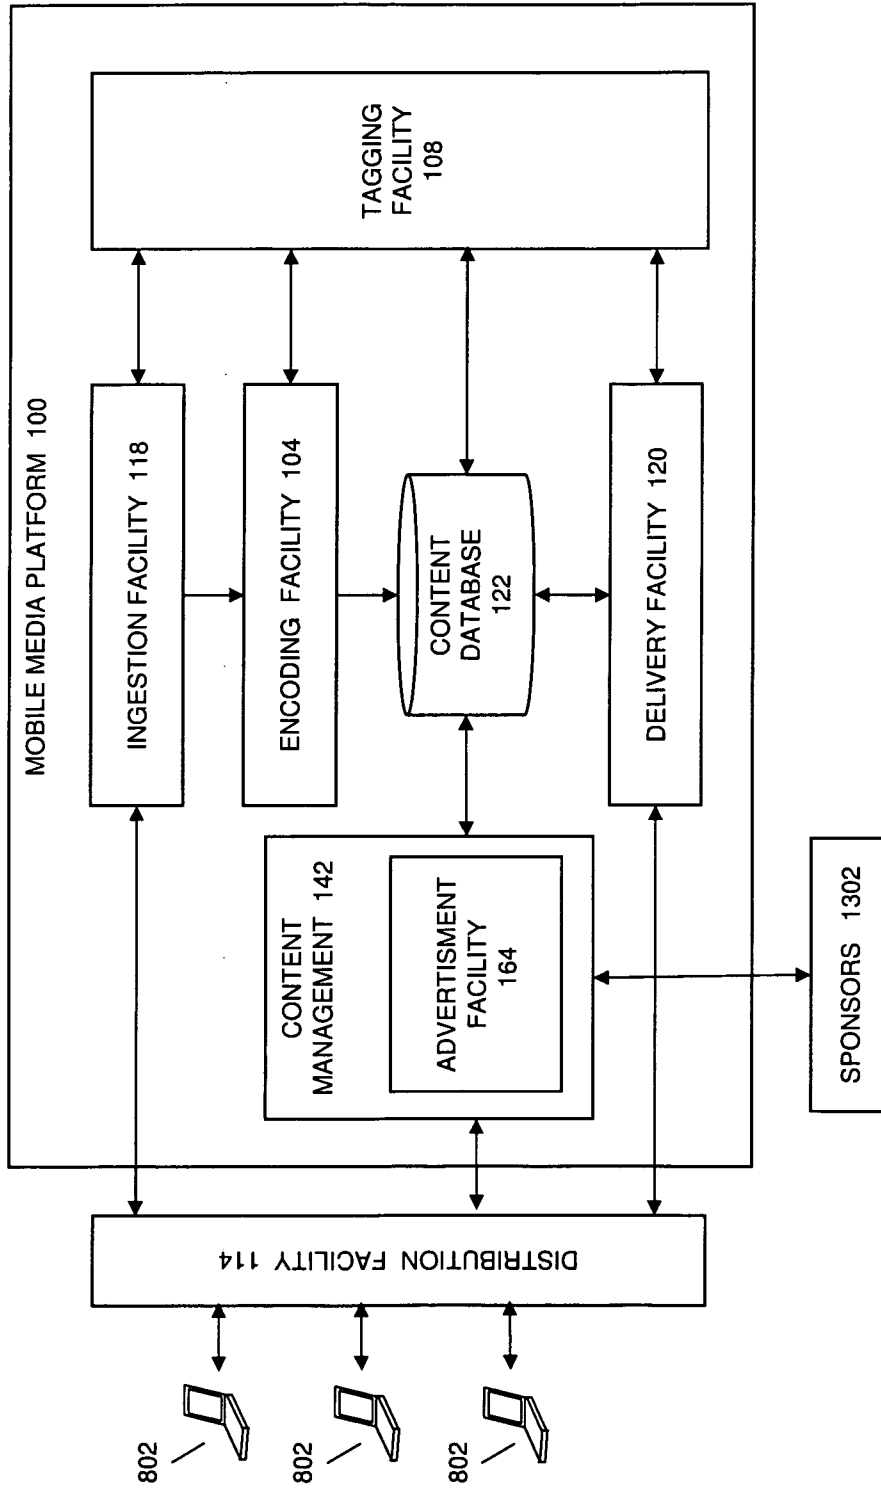 MOBILE MEDIA PLATFORM 100
TAGGING
FACILITY
108
INGESTION FACILITY 118
ENCODING FACILITY 104
CONTENT
DATABASE
122
DELIVERY FACILITY 120
CONTENT
MANAGEMENT 142
ADVERTISMENT
FACILITY
164
SPONSORS 1302
DISTRIBUTION FACILITY 114
802
802
802